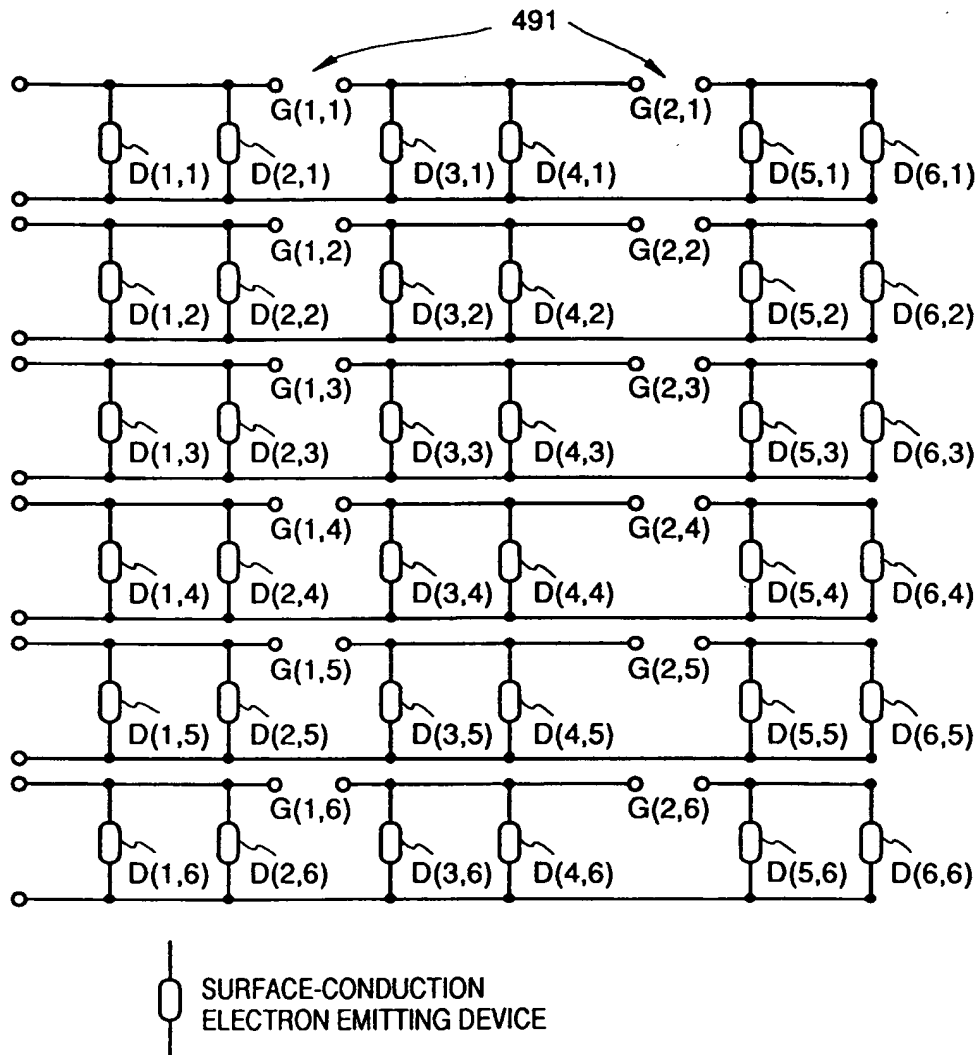 491
G(1,1) G(2,1)
D(1,1) D(2,1) D(3,1) D(4,1) D(5,1) D(6,1)
G(1,2) G(2,2)
D(1,2) D(2,2) D(3,2) D(4,2) D(5,2) D(6,2)
G(1,3) G(2,3)
D(1,3) D(2,3) D(3,3) D(4,3) D(5,3) D(6,3)
G(1,4) G(2,4)
D(1,4) D(2,4) D(3,4) D(4,4) D(5,4) D(6,4)
G(1,5) G(2,5)
D(1,5) D(2,5) D(3,5) D(4,5) D(5,5) D(6,5)
G(1,6) G(2,6)
D(1,6) D(2,6) D(3,6) D(4,6) D(5,6) D(6,6)
SURFACE-CONDUCTION
ELECTRON EMITTING DEVICE